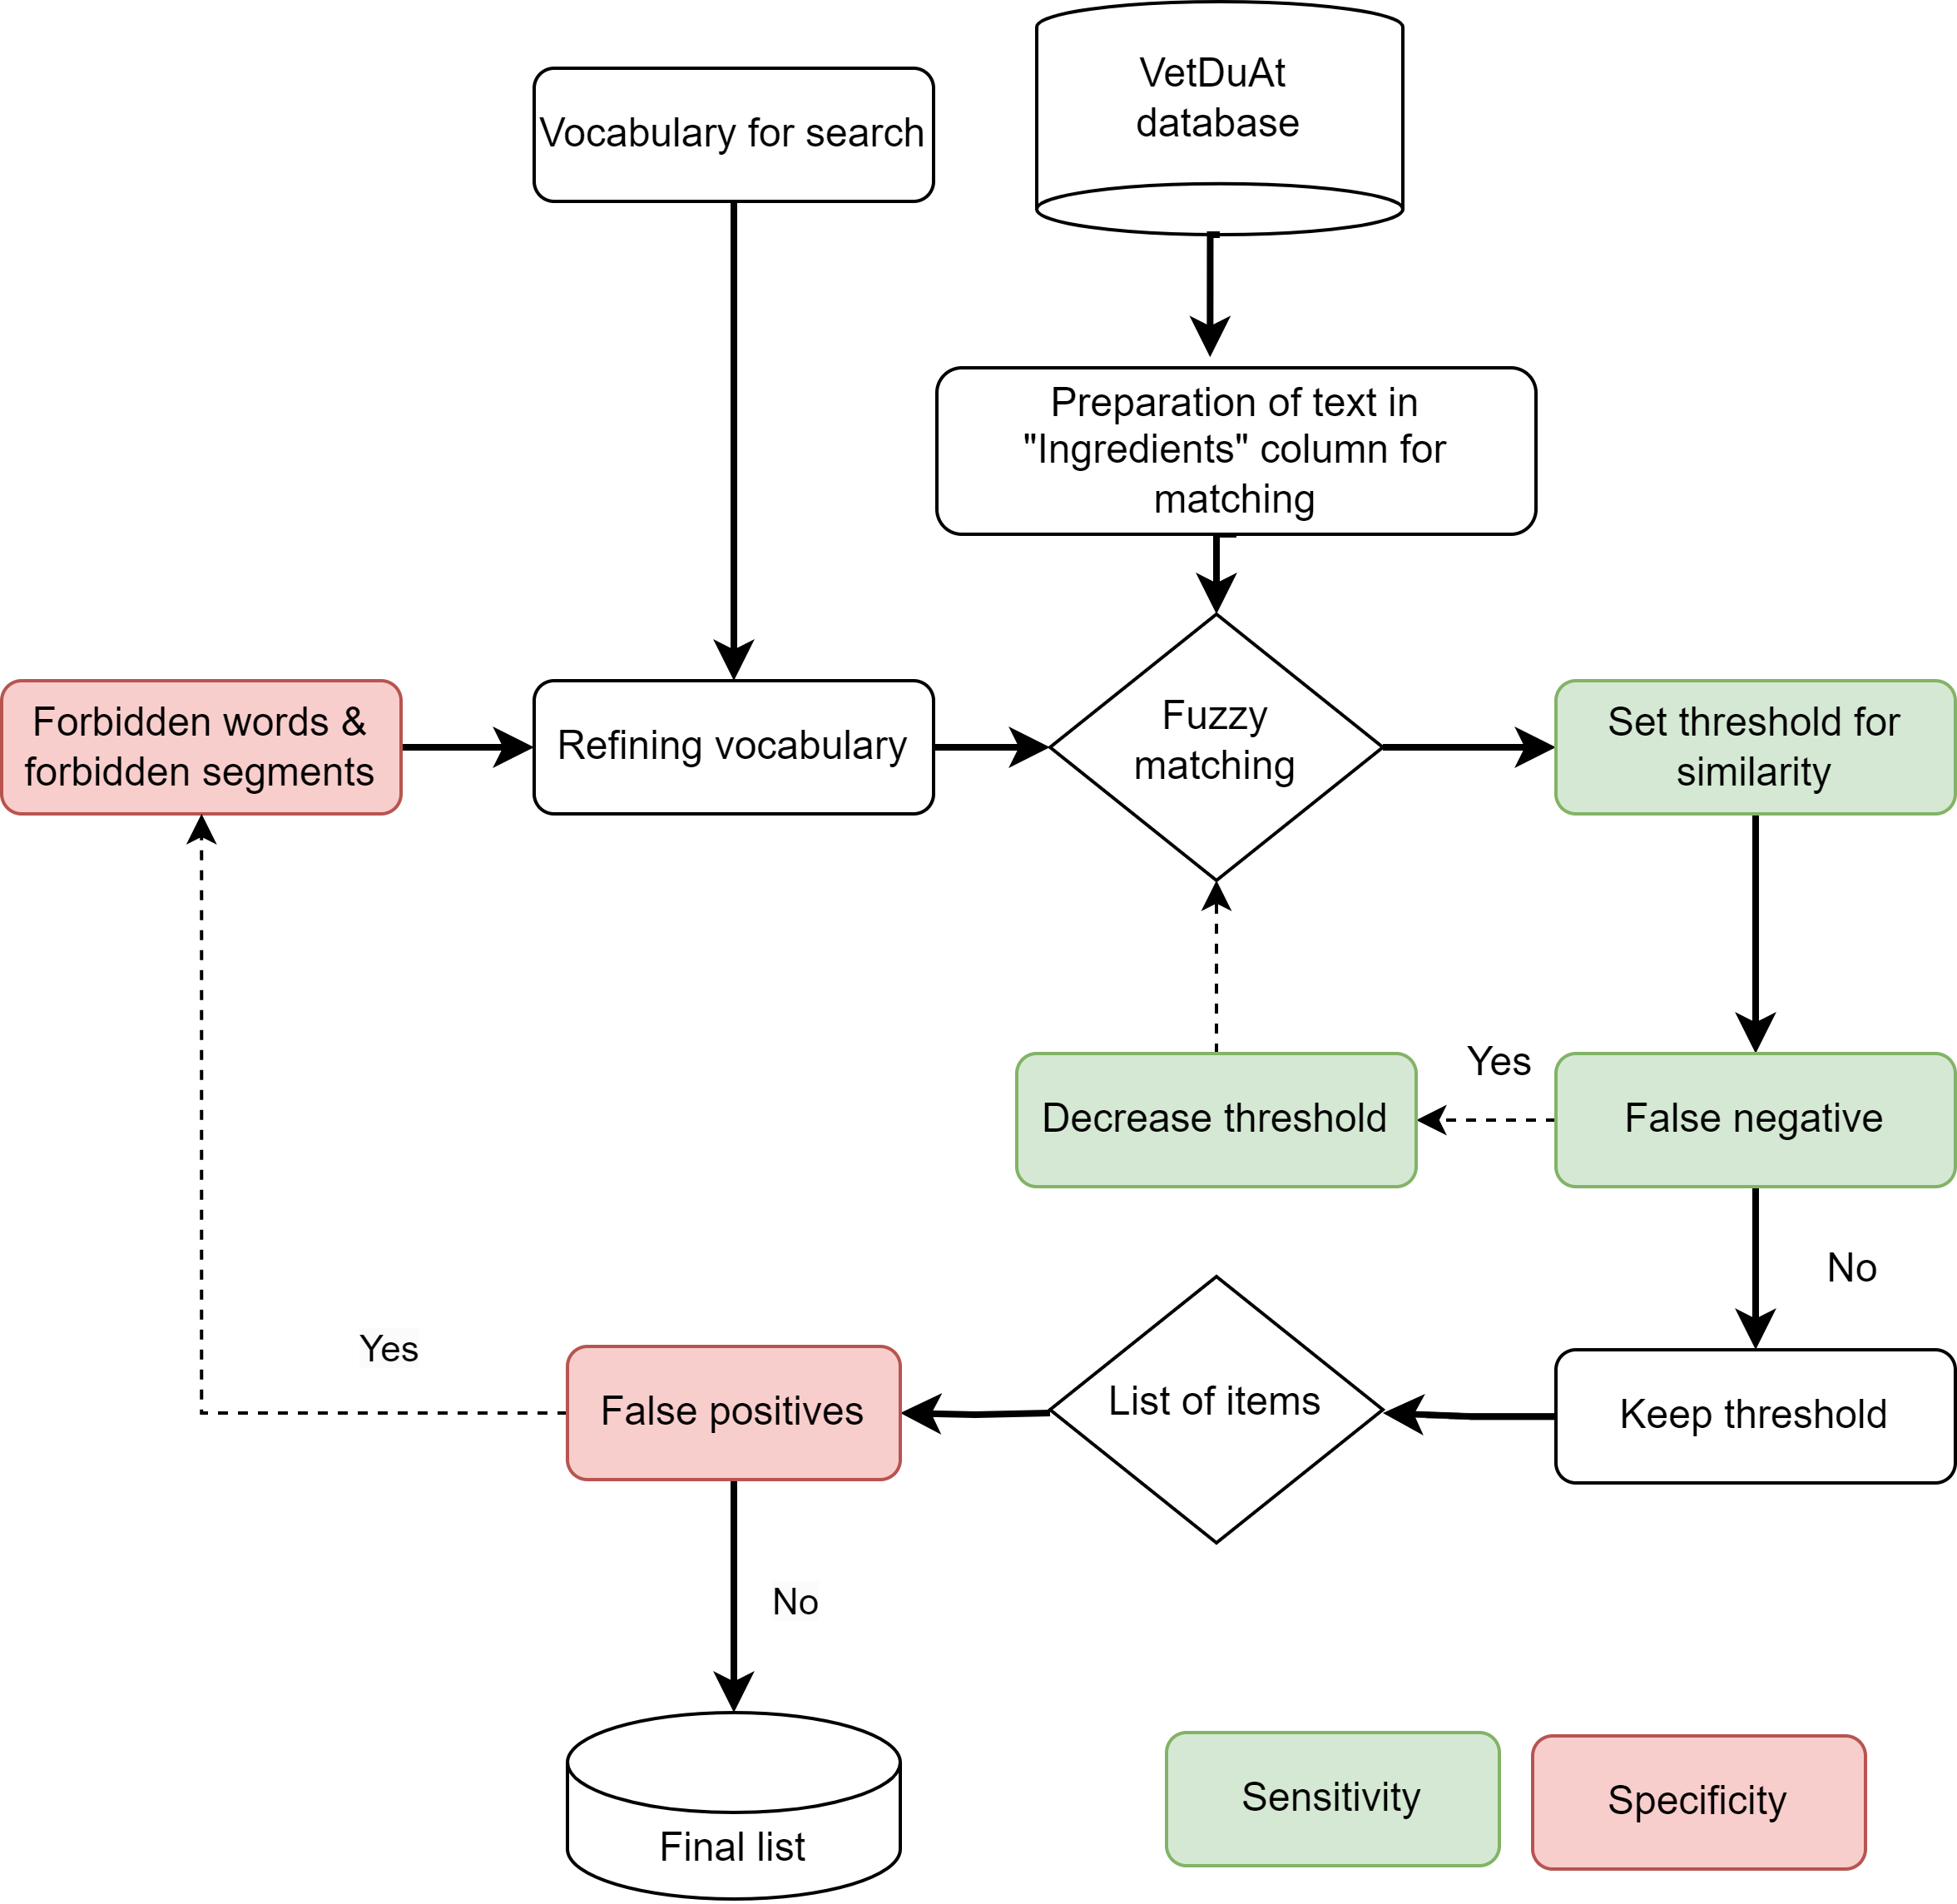 VetDuAt
database
Vocabulary for search
Preparation of text in
"Ingredients" column for
matching
Forbidden words &
forbidden segments
Refining vocabulary
Fuzzy
matching
Set threshold for
similarity
Yes
Decrease threshold
False negative
No
Yes
False positives
List of items
Keep threshold
No
Final list
Sensitivity
Specificity